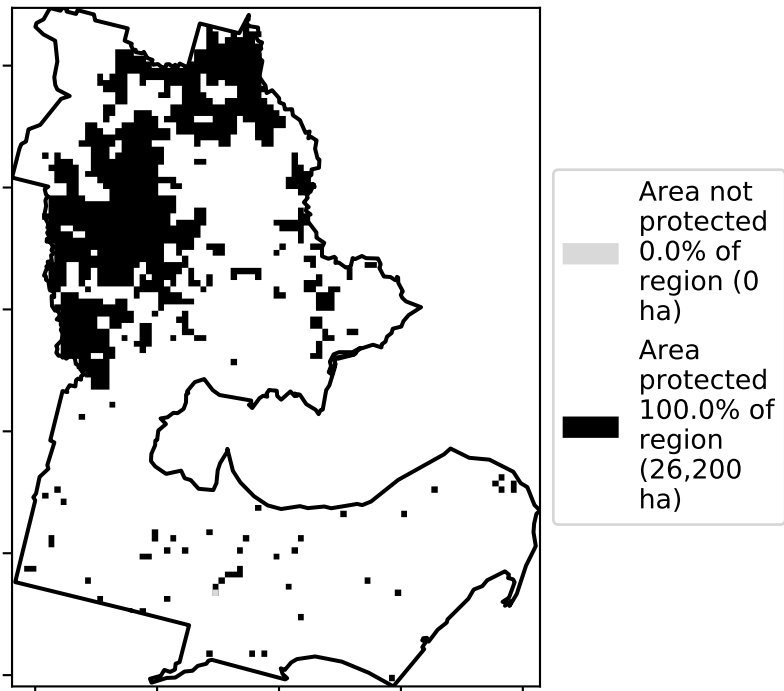 Area not
protected
0.0% of
region (0
ha)
Area
protected
100.0% of
region
(26,200
ha)